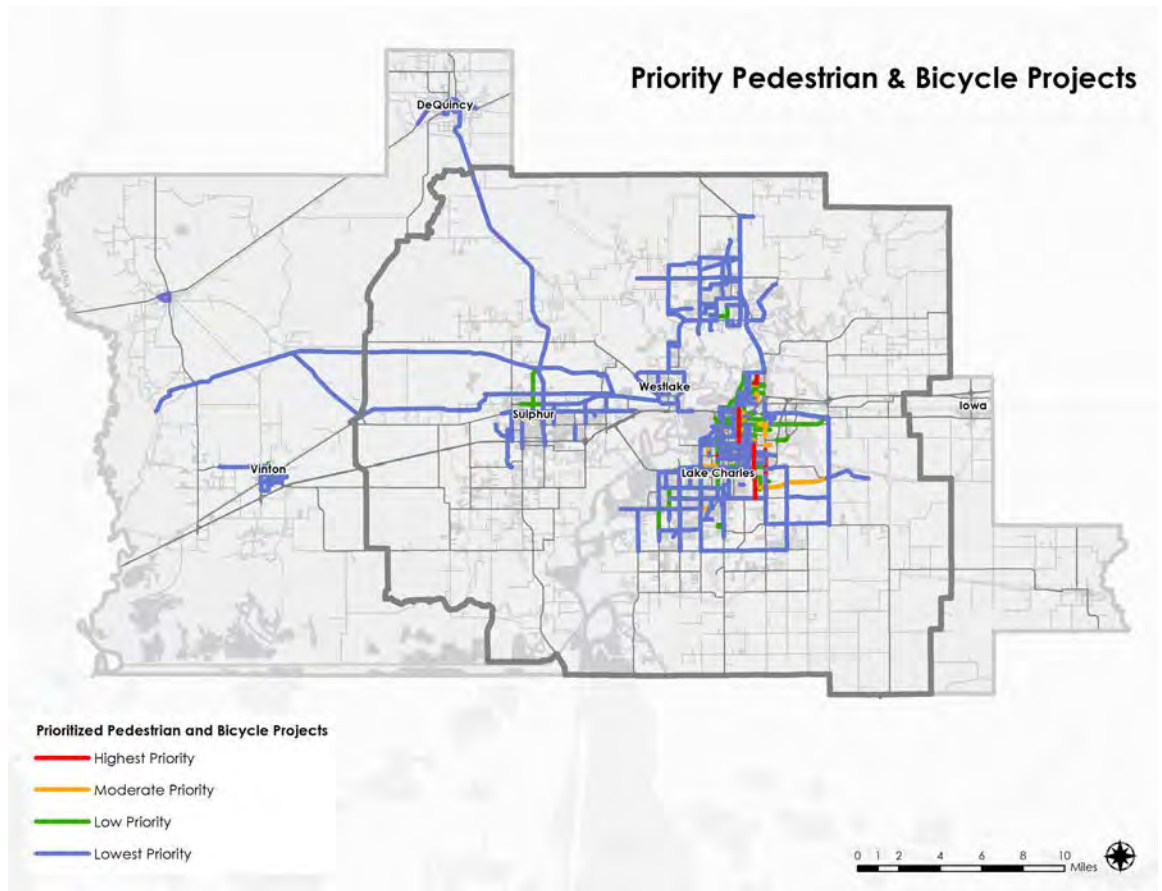 Priority Pedestrian & Bicycle Projects
DeQuincy
Westlake
Iowa
Sulphur
Vinton
Lake Charles
Prioritized Pedestrian and Bicycle Projects
Highest Priority
Moderate Priority
Low Priority
Lowest Priority
0 1 2 4 6 8 10
Miles